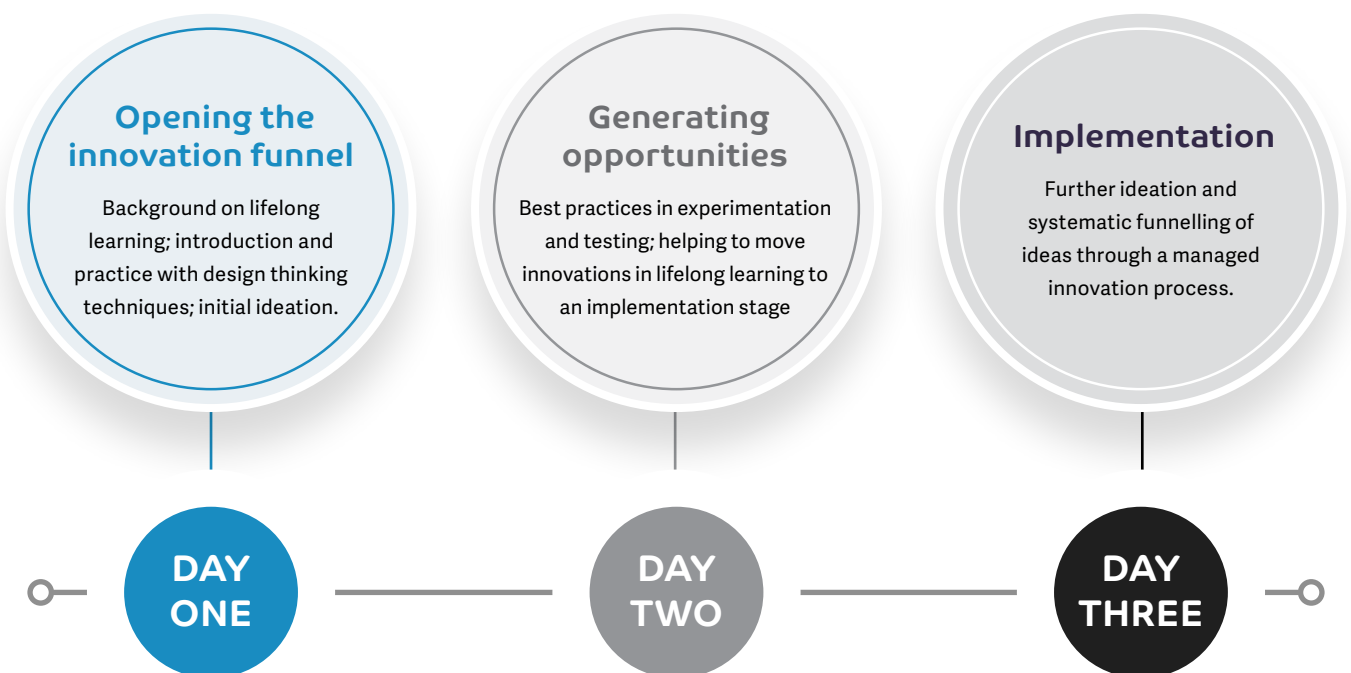 Opening the
innovation funnel
Background on lifelong
learning; introduction and
practice with design thinking
techniques; initial ideation.
Generating
opportunities
Best practices in experimentation
and testing; helping to move
innovations in lifelong learning to
an implementation stage
Implementation
Further ideation and
systematic funnelling of
ideas through a managed
innovation process.
DAY
ONE
DAY
TWO
DAY
THREE